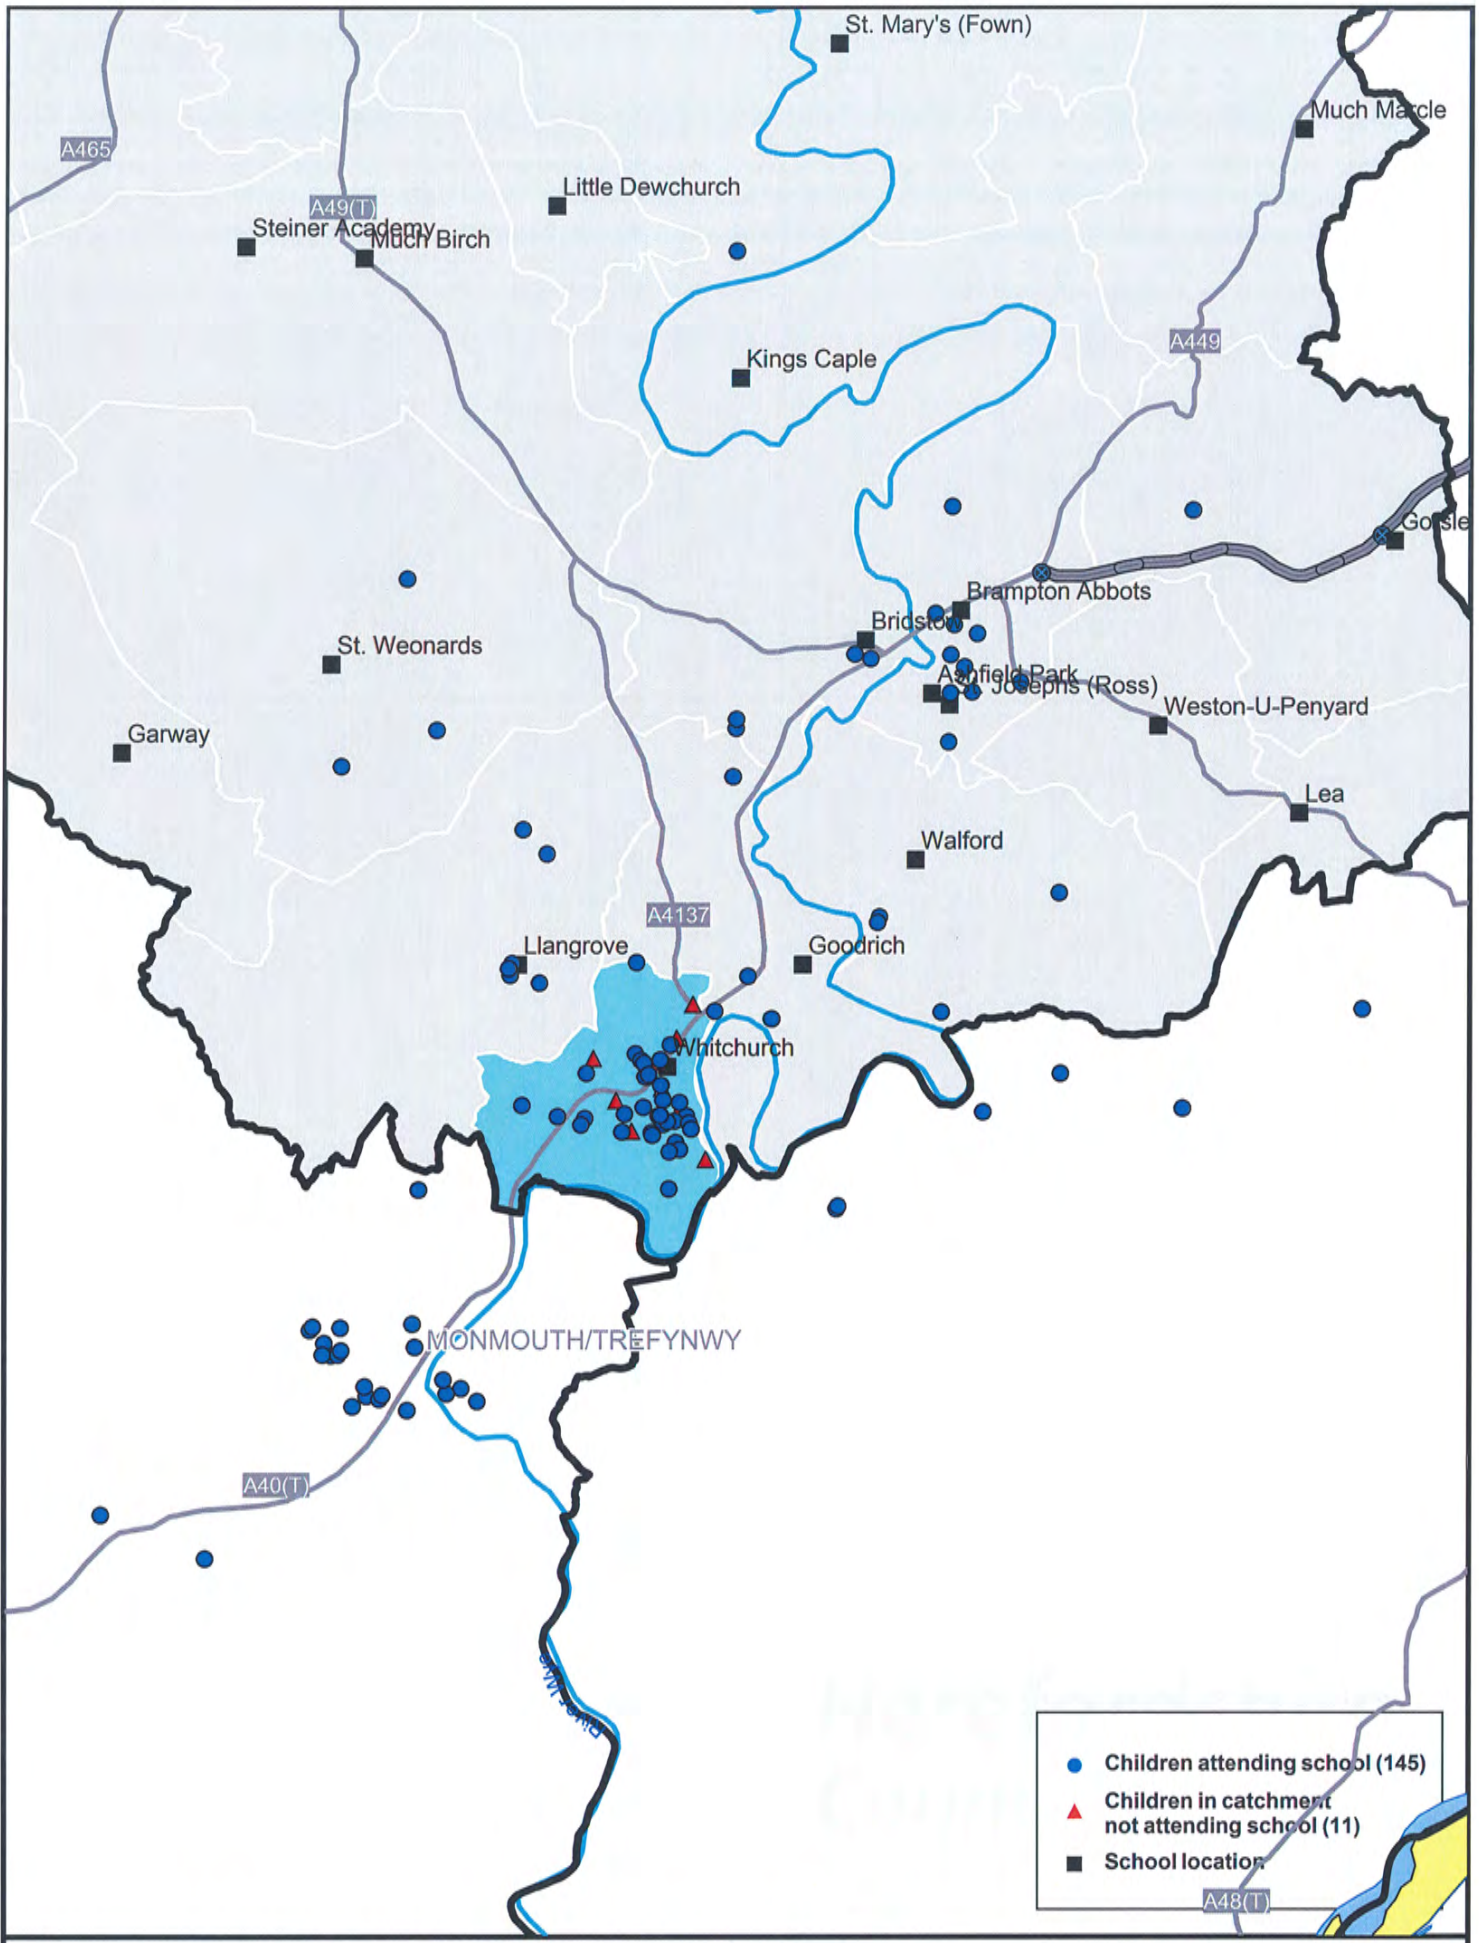 St. Mary's (Fown)
Much Marcle
A465
Little Dewchurch
A49(T)
Steiner Academy
Much Birch
A449
Kings Caple
Brampton Abbots
Bridstow
St. Weonards
Ashfield Park
St. Josephs (Ross)
Weston-U-Penyard
Garway
Lea
Walford
A4137
Llangrove
Goodrich
Whitchurch
MONMOUTH/TREFYNWY
A40(T)
River Wye
Children attending school (145)
Children in catchment
not attending school (11)
School location
A48(T)